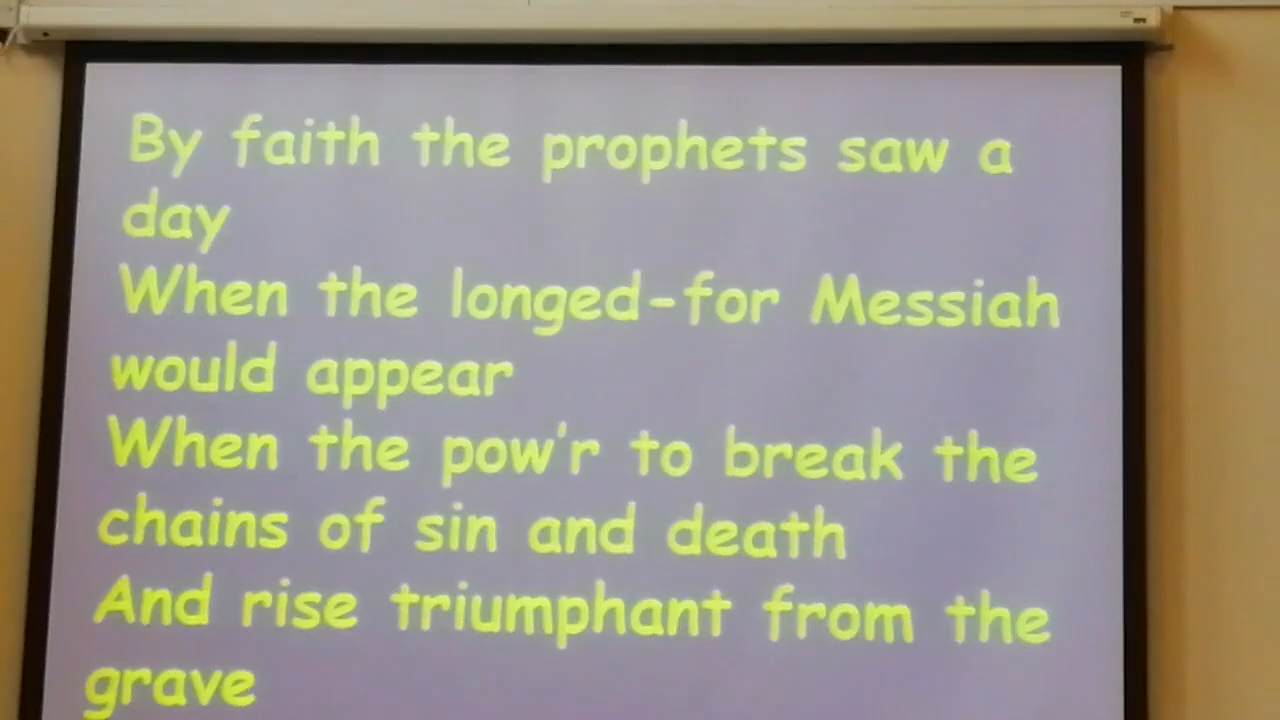 By faith the prophets saw a
day
When the longed-for Messiah
would appear
When the pow'r to break the
chains of sin and death
And rise triumphant from the
grave